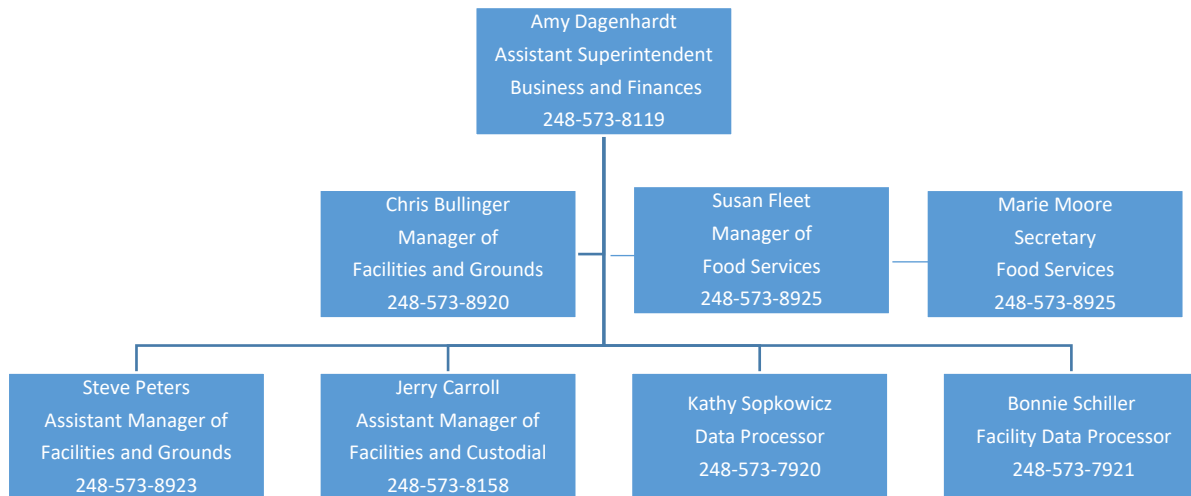 Amy Dagenhardt
Assistant Superintendent
Business and Finances
248-573-8119
Chris Bullinger
Manager of
Facilities and Grounds
248-573-8920
Susan Fleet
Manager of
Food Services
248-573-8925
Marie Moore
Secretary
Food Services
248-573-8925
Steve Peters
Assistant Manager of
Facilities and Grounds
248-573-8923
Jerry Carroll
Assistant Manager of
Facilities and Custodial
248-573-8158
Kathy Sopkowicz
Data Processor
248-573-7920
Bonnie Schiller
Facility Data Processor
248-573-7921